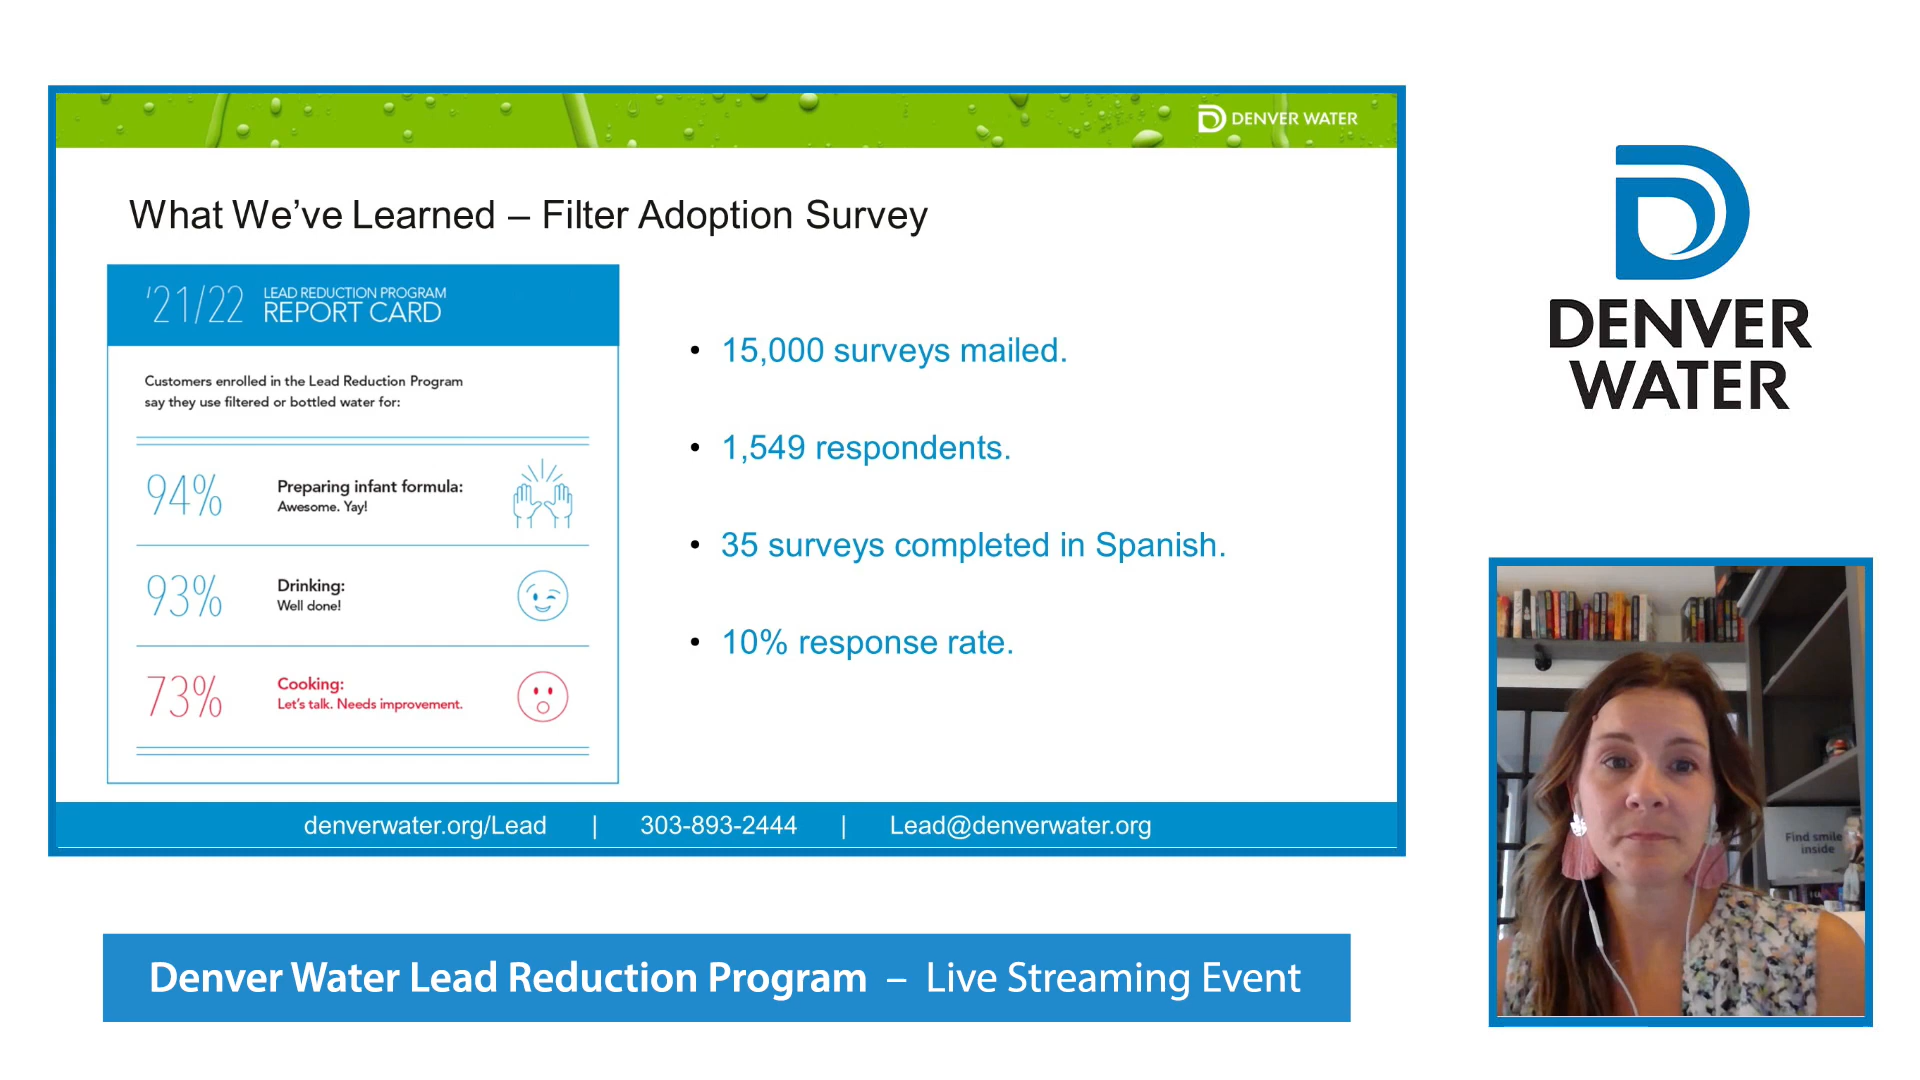 DENVER WATER
What We've Learned – Filter Adoption Survey
'21/22
LEAD REDUCTION PROGRAM
REPORT CARD
Customers enrolled in the Lead Reduction Program
say they use filtered or bottled water for:
94%
Preparing infant formula:
Awesome. Yay!
93%
Drinking:
Well done!
73%
Cooking:
Let's talk. Needs improvement.
• 15,000 surveys mailed.
• 1,549 respondents.
• 35 surveys completed in Spanish.
• 10% response rate.
denverwater.org/Lead | 303-893-2444 | Lead@denverwater.org
DENVER
WATER
Find smile
inside
Denver Water Lead Reduction Program – Live Streaming Event